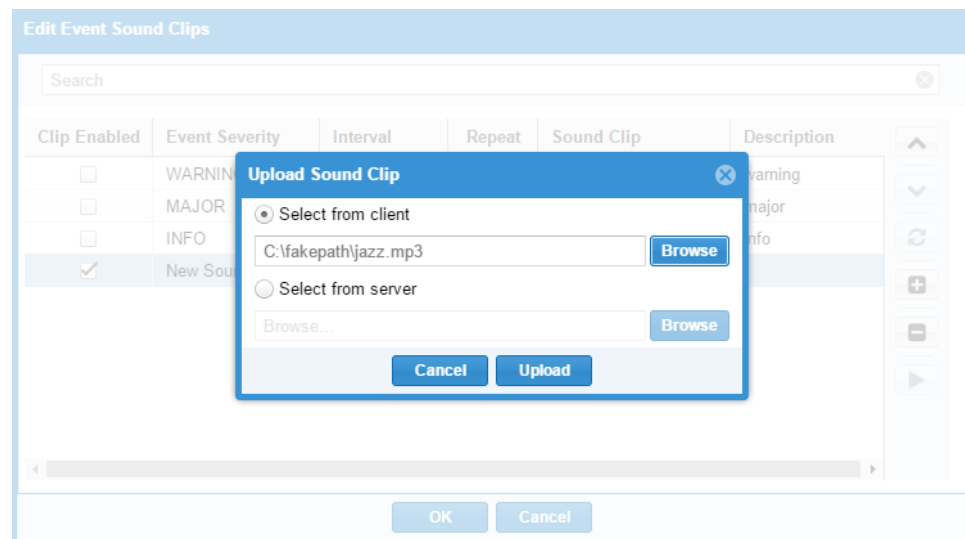 Edit Event Sound Clips
Search
Clip Enabled Event Severity Interval Repeat Sound Clip Description
WARNIN warning
Upload Sound Clip
MAJOR major
Select from client
INFO nfo
C:\fakepath\jazz.mp3 Browse
New Sou
Select from server
Browse... Browse
Cancel Upload
OK Cancel